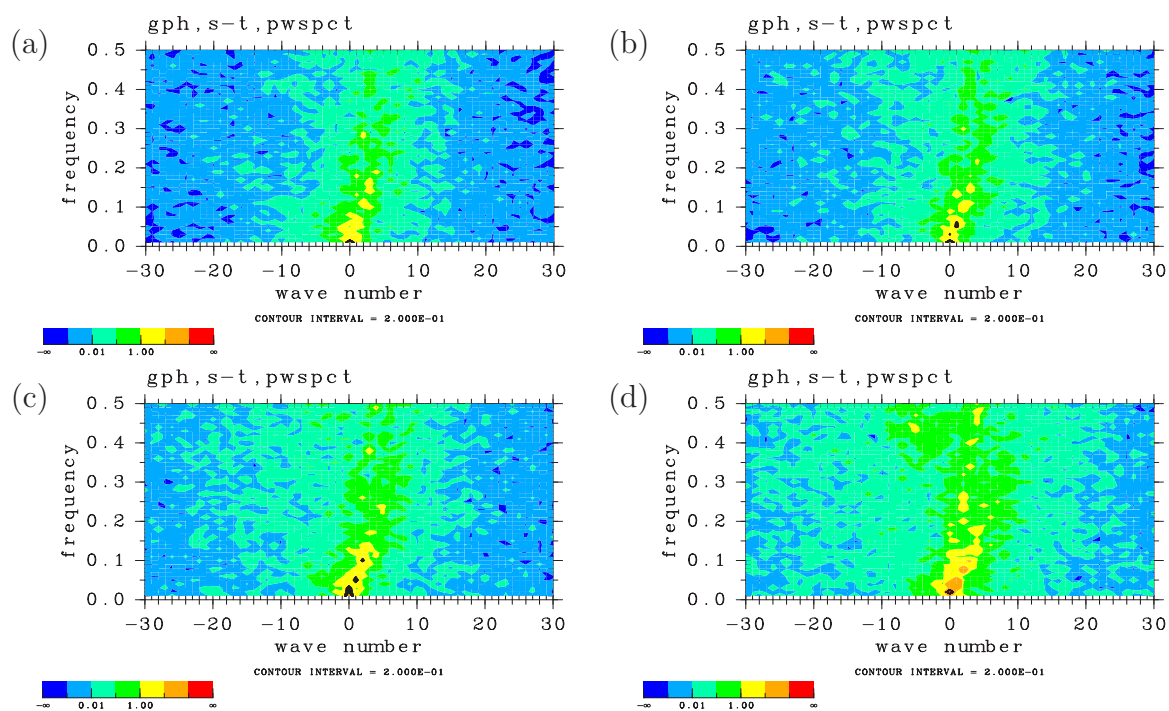 (a)
gph,s−t,pwspct
frequency
0.5
0.4
0.3
0.2
0.1
0.0
−30 −20 −10 0 10 20 30
wave number
CONTOUR INTERVAL = 2.000E−01
−∞ 0.01 1.00 ∞
(b)
gph,s−t,pwspct
frequency
0.5
0.4
0.3
0.2
0.1
0.0
−30 −20 −10 0 10 20 30
wave number
CONTOUR INTERVAL = 2.000E−01
−∞ 0.01 1.00 ∞
(c)
gph,s−t,pwspct
frequency
0.5
0.4
0.3
0.2
0.1
0.0
−30 −20 −10 0 10 20 30
wave number
CONTOUR INTERVAL = 2.000E−01
−∞ 0.01 1.00 ∞
(d)
gph,s−t,pwspct
frequency
0.5
0.4
0.3
0.2
0.1
0.0
−30 −20 −10 0 10 20 30
wave number
CONTOUR INTERVAL = 2.000E−01
−∞ 0.01 1.00 ∞